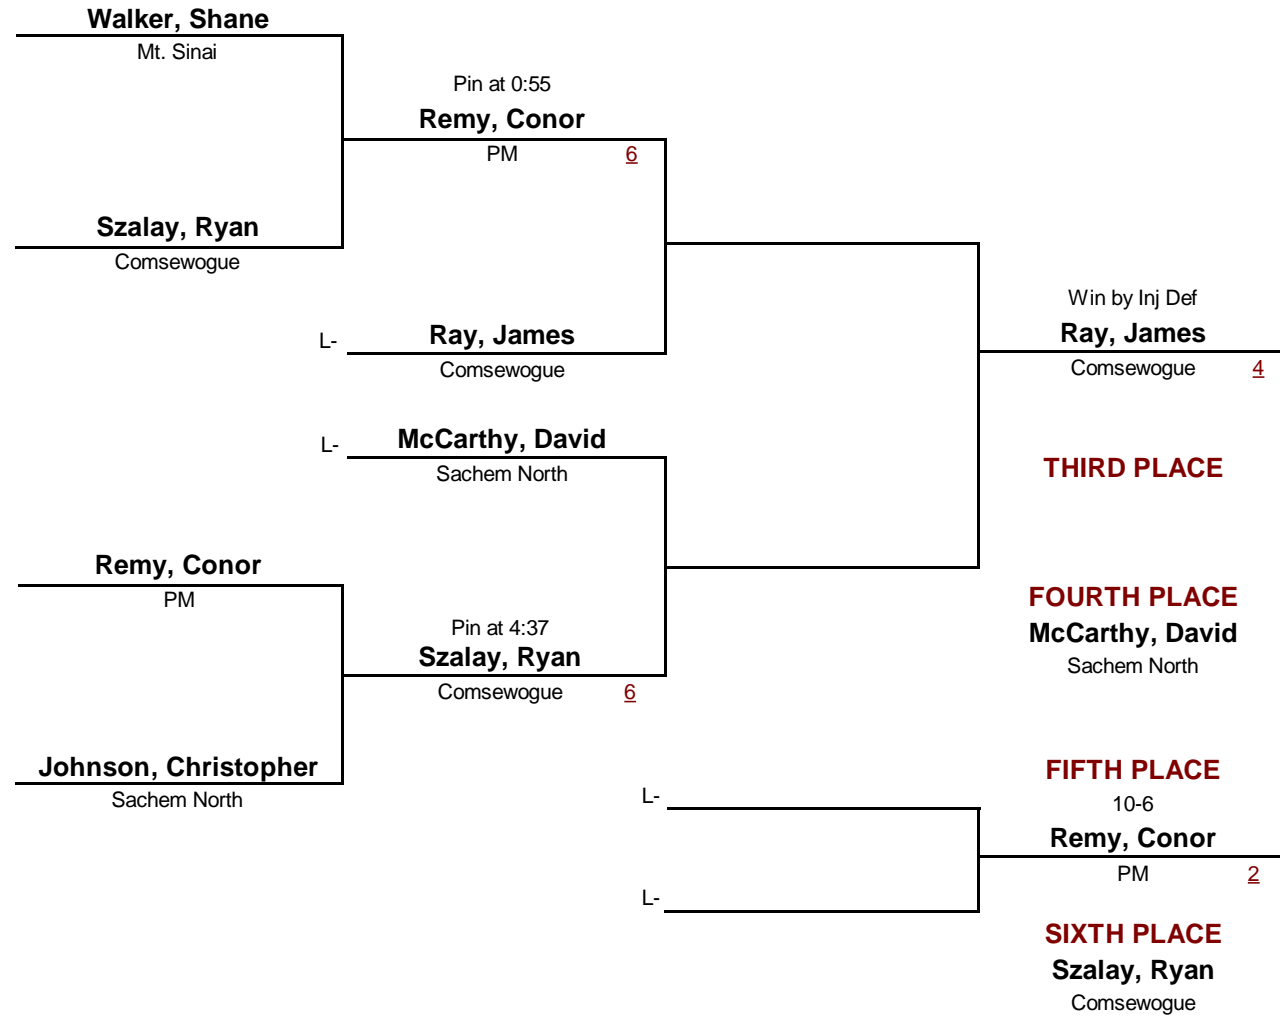 Walker, Shane
Mt. Sinai
Pin at 0:55
Remy, Conor
PM 6
Szalay, Ryan
Comsewogue
L- Ray, James
Comsewogue
Win by Inj Def
Ray, James
Comsewogue 4
L- McCarthy, David
Sachem North
THIRD PLACE
Remy, Conor
PM
FOURTH PLACE
McCarthy, David
Sachem North
Pin at 4:37
Szalay, Ryan
Comsewogue 6
Johnson, Christopher
Sachem North
FIFTH PLACE
L-
10-6
Remy, Conor
PM 2
L-
SIXTH PLACE
Szalay, Ryan
Comsewogue